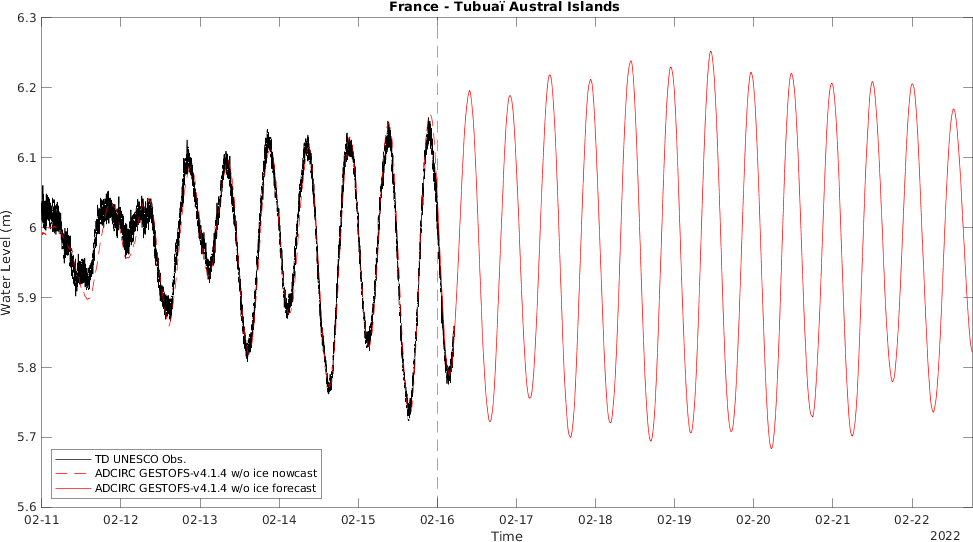 France - Tubuaï Austral Islands
6.3
6.2
6.1
6
5.9
5.8
5.7
5.6
Water Level (m)
TD UNESCO Obs.
ADCIRC GESTOFS-v4.1.4 w/o ice nowcast
ADCIRC GESTOFS-v4.1.4 w/o ice forecast
02-11 02-12 02-13 02-14 02-15 02-16 02-17 02-18 02-19 02-20 02-21 02-22
Time
2022